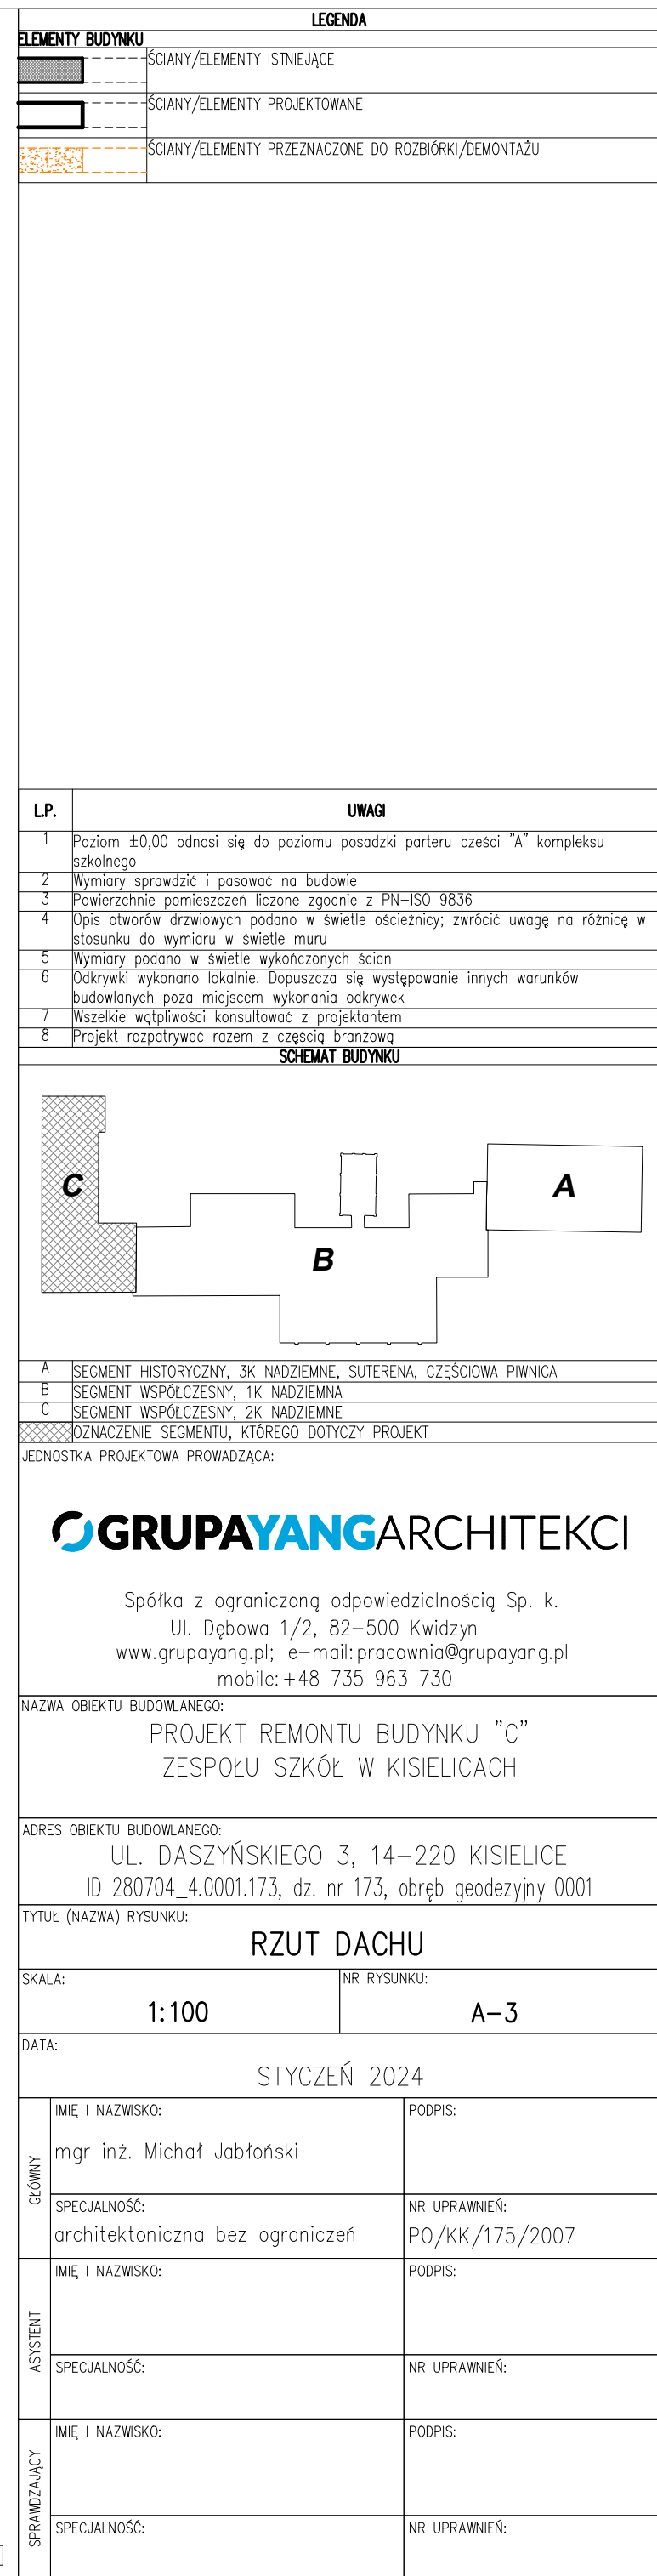 LEGENDA
ELEMENTY BUDYNKU
ŚCIANY/ELEMENTY ISTNIEJĄCE
ŚCIANY/ELEMENTY PROJEKTOWANE
ŚCIANY/ELEMENTY PRZEZNACZONE DO ROZBIÓRKI/DEMONTAŻU
L.P. UWAGI
1 Poziom ±0,00 odnosi się do poziomu posadzki parteru cześci "A" kompleksu
szkolnego
2 Wymiary sprawdzić i pasować na budowie
3 Powierzchnie pomieszczeń liczone zgodnie z PN-ISO 9836
4 Opis otworów drzwiowych podano w świetle ościeżnicy; zwrócić uwagę na różnicę w
stosunku do wymiaru w świetle muru
5 Wymiary podano w świetle wykończonych ścian
6 Odkrywki wykonano lokalnie. Dopuszcza się występowanie innych warunków
budowlanych poza miejscem wykonania odkrywek
7 Wszelkie wątpliwości konsultować z projektantem
8 Projekt rozpatrywać razem z częścią branżową
SCHEMAT BUDYNKU
C
A
B
A SEGMENT HISTORYCZNY, 3K NADZIEMNE, SUTERENA, CZĘŚCIOWA PIWNICA
B SEGMENT WSPÓŁCZESNY, 1K NADZIEMNA
C SEGMENT WSPÓŁCZESNY, 2K NADZIEMNE
OZNACZENIE SEGMENTU, KTÓREGO DOTYCZY PROJEKT
JEDNOSTKA PROJEKTOWA PROWADZĄCA:
GRUPAYANGARCHITEKCI
Spółka z ograniczoną odpowiedzialnością Sp. k.
Ul. Dębowa 1/2, 82-500 Kwidzyn
www.grupayang.pl; e-mail: pracownia@grupayang.pl
mobile: +48 735 963 730
NAZWA OBIEKTU BUDOWLANEGO:
PROJEKT REMONTU BUDYNKU "C"
ZESPOŁU SZKÓŁ W KISIELICACH
ADRES OBIEKTU BUDOWLANEGO:
UL. DASZYŃSKIEGO 3, 14-220 KISIELICE
ID 280704_4.0001.173, dz. nr 173, obręb geodezyjny 0001
TYTUŁ (NAZWA) RYSUNKU:
RZUT DACHU
SKALA: NR RYSUNKU:
1:100 A-3
DATA:
STYCZEŃ 2024
GŁÓWNY
IMIĘ I NAZWISKO: PODPIS:
mgr inż. Michał Jabłoński
SPECJALNOŚĆ: NR UPRAWNIEŃ:
architektoniczna bez ograniczeń PO/KK/175/2007
ASYSTENT
IMIĘ I NAZWISKO: PODPIS:
SPECJALNOŚĆ: NR UPRAWNIEŃ:
SPRAWDZAJĄCY
IMIĘ I NAZWISKO: PODPIS:
SPECJALNOŚĆ: NR UPRAWNIEŃ: